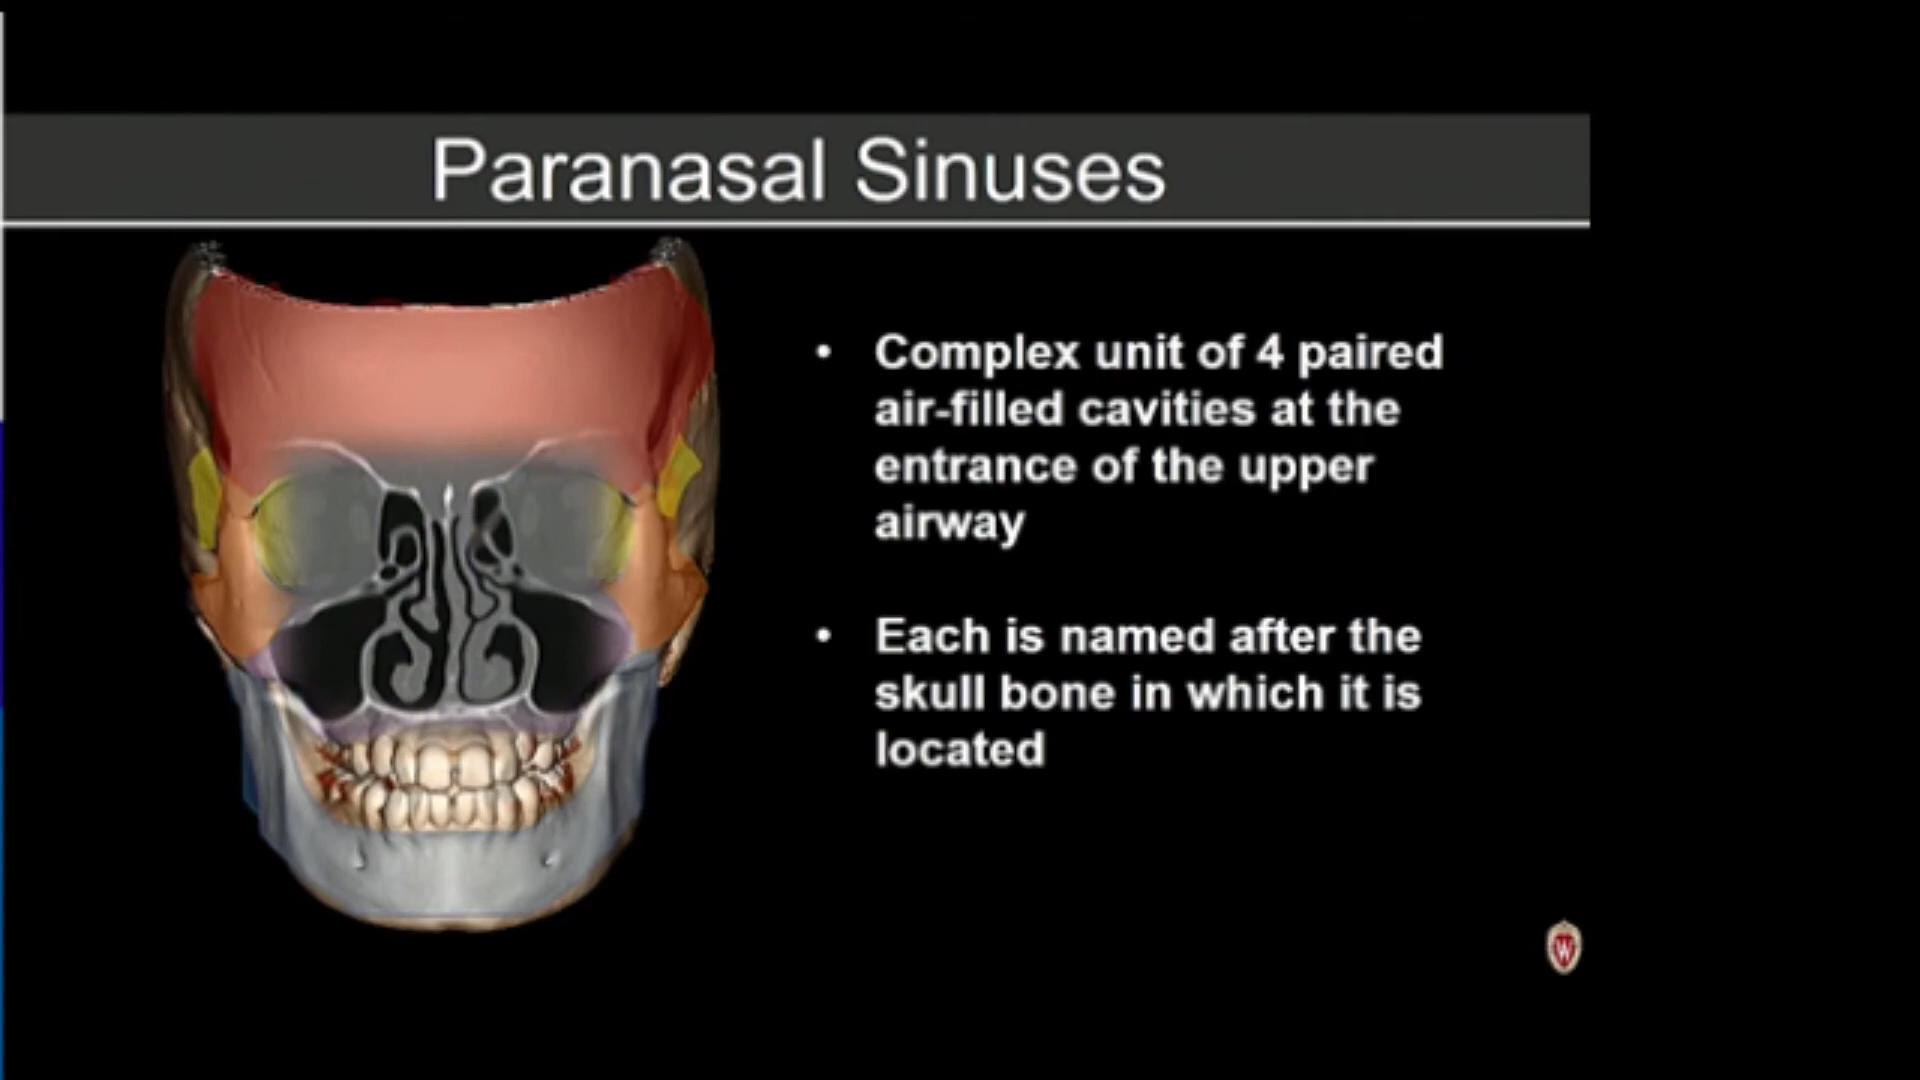 Paranasal Sinuses
• Complex unit of 4 paired
air-filled cavities at the
entrance of the upper
airway
• Each is named after the
skull bone in which it is
located
W